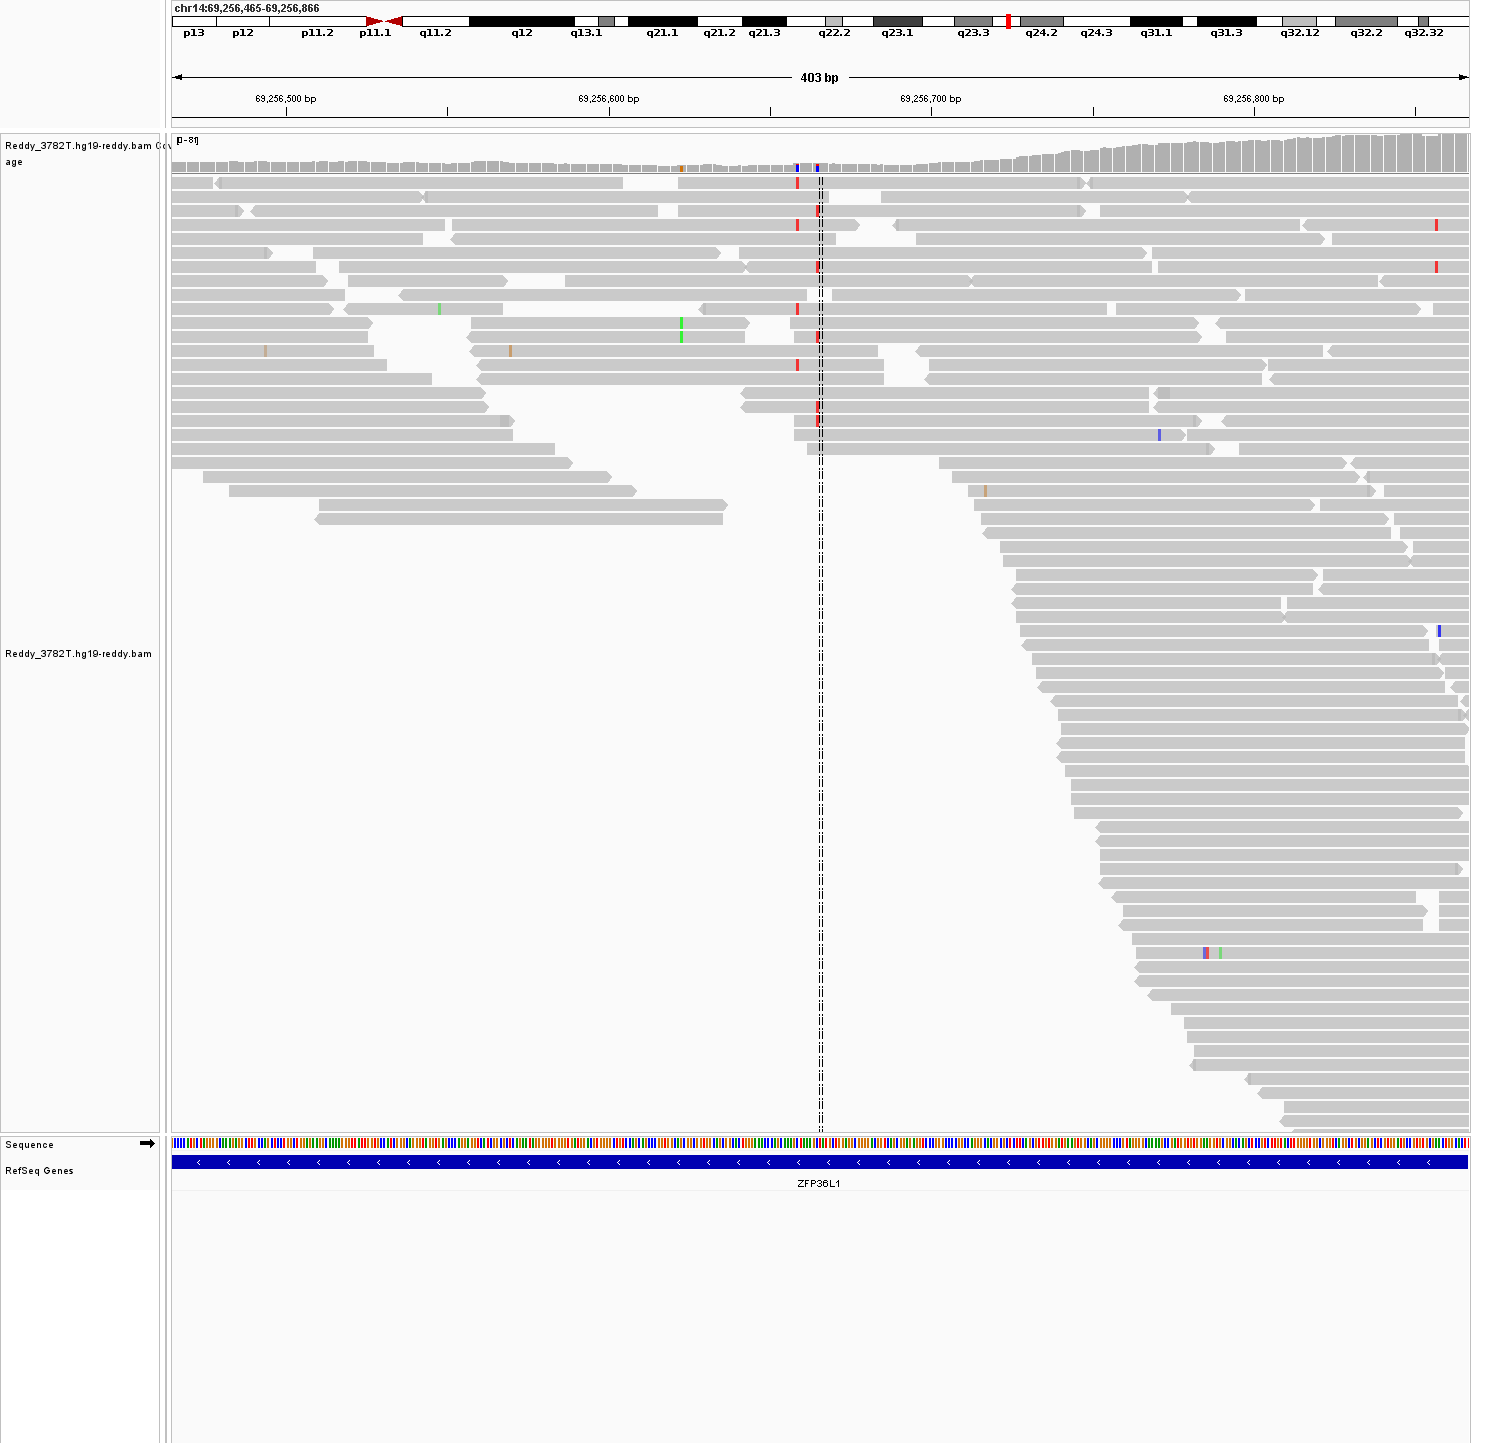 chr14:69,256,465-69,256,866
p13 p12 p11.2 p11.1 q11.2 q12 q13.1 q21.1 q21.2 q21.3 q22.2 q23.1 q23.3 q24.2 q24.3 q31.1 q31.3 q32.12 q32.2 q32.32
403 bp
69,256,500 bp 69,256,600 bp 69,256,700 bp 69,256,800 bp
[0-81]
Reddy_3782T.hg19-reddy.bam Cov
age
Reddy_3782T.hg19-reddy.bam
Sequence
RefSeq Genes
ZFP36L1